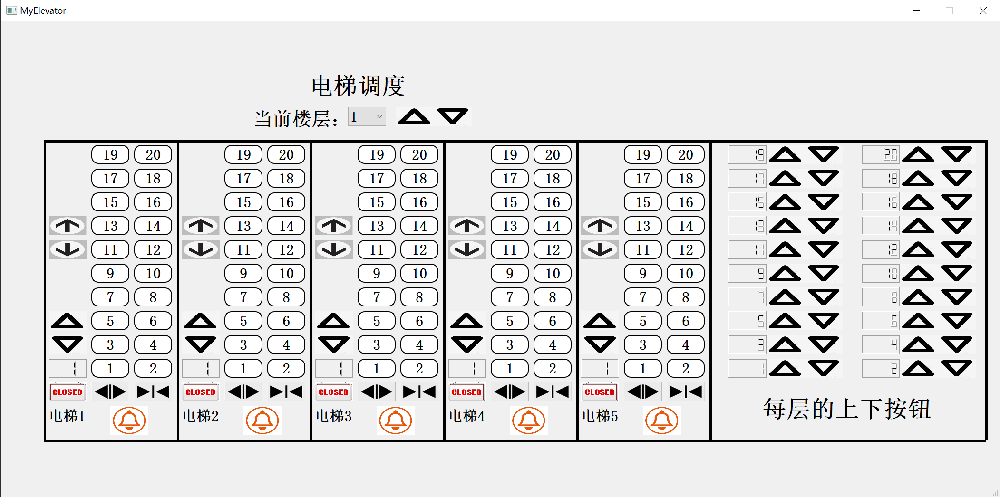 MyElevator
电梯调度
当前楼层： 1
19 20 19 20 19 20 19 20 19 20 19 20
17 18 17 18 17 18 17 18 17 18 17 18
15 16 15 16 15 16 15 16 15 16 15 16
13 14 13 14 13 14 13 14 13 14 13 14
11 12 11 12 11 12 11 12 11 12 11 12
9 10 9 10 9 10 9 10 9 10 9 10
7 8 7 8 7 8 7 8 7 8 7 8
5 6 5 6 5 6 5 6 5 6 5 6
3 4 3 4 3 4 3 4 3 4 3 4
1 1 2 1 1 2 1 1 2 1 1 2 1 1 2 1 2
CLOSED CLOSED CLOSED CLOSED CLOSED
电梯1 电梯2 电梯3 电梯4 电梯5 每层的上下按钮